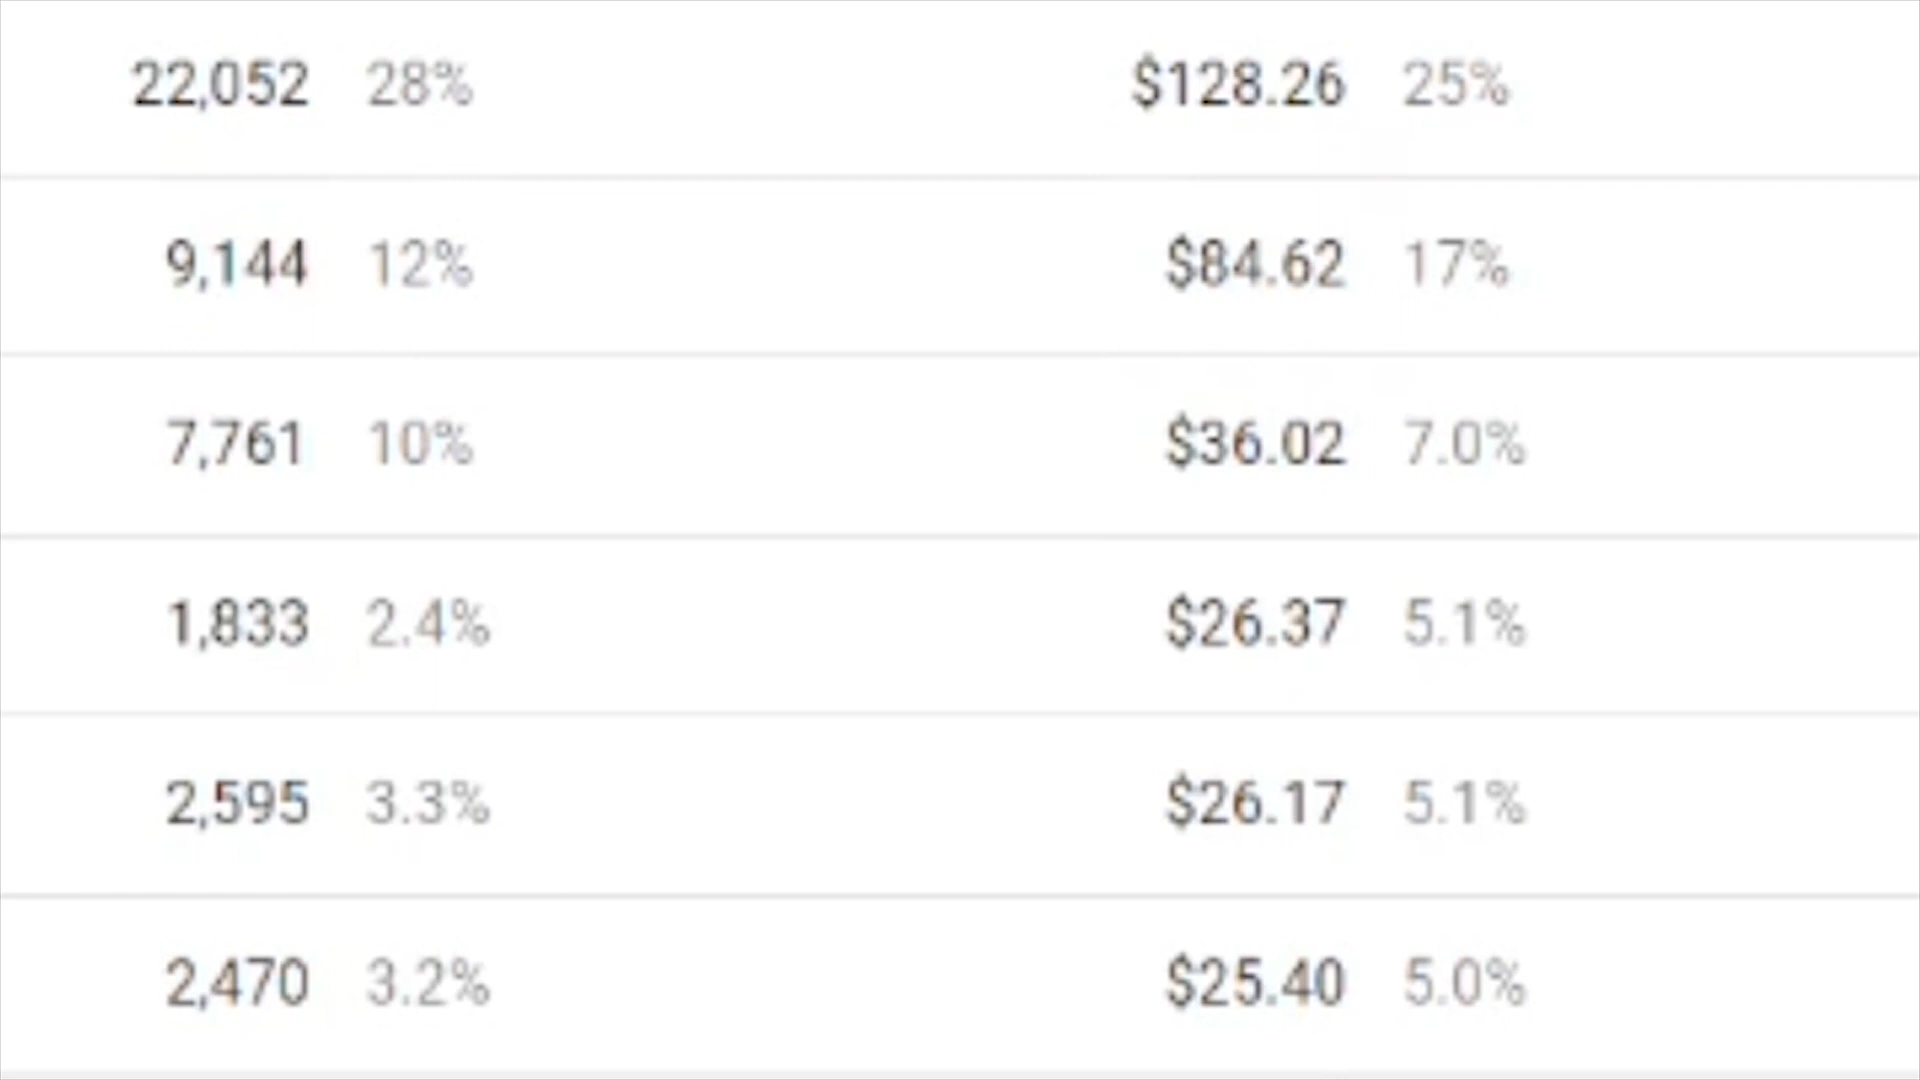 22,052 28% $128.26 25%
9,144 12% $84.62 17%
7,761 10% $36.02 7.0%
1,833 2.4% $26.37 5.1%
2,595 3.3% $26.17 5.1%
2,470 3.2% $25.40 5.0%